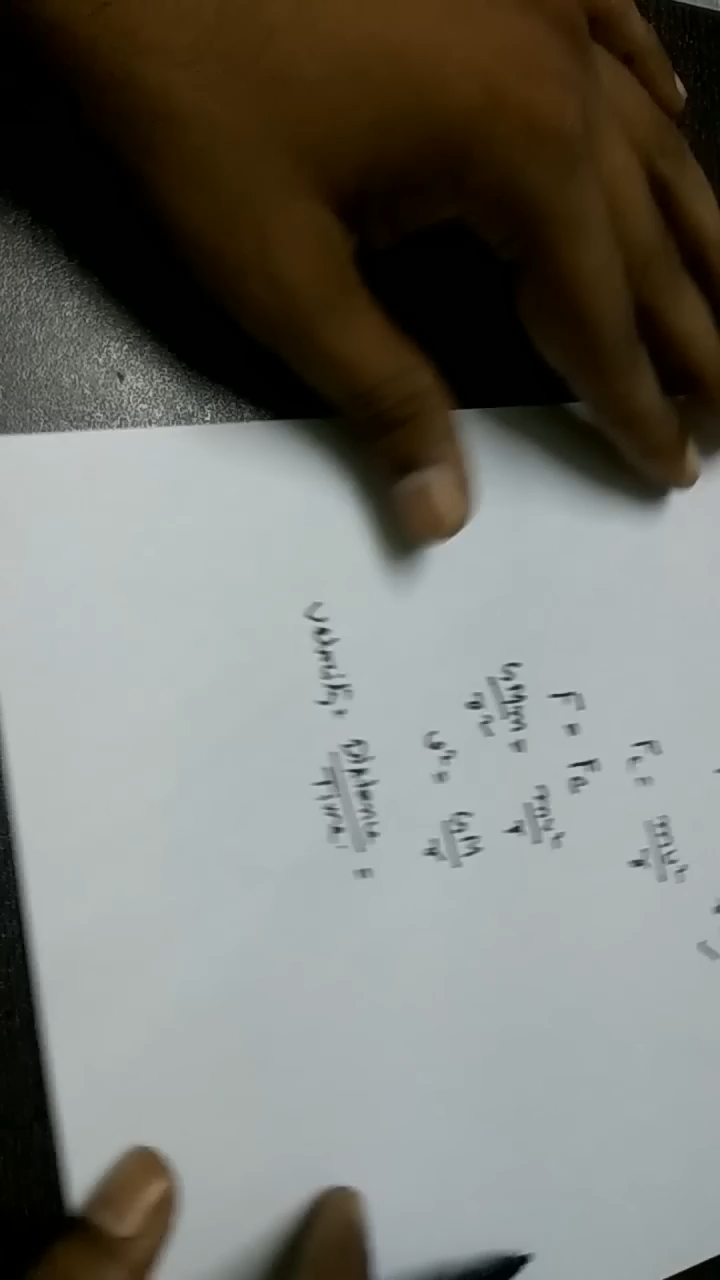 Fc = mv²/r
F = Fc
GMm/r² = mv²/r
v² = GM/r
Velocity = Distance/Time =